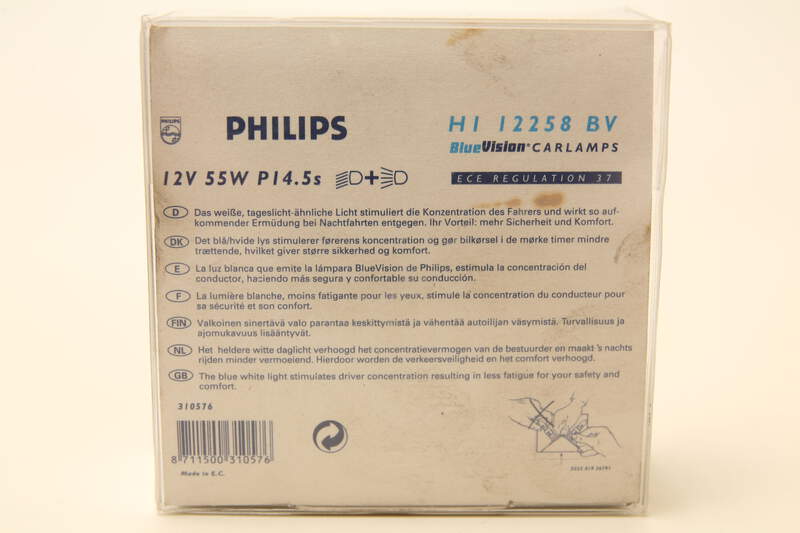 PHILIPS
H1 12258 BV
BlueVision* CARLAMPS
12V 55W P14.5s
ECE REGULATION 37
D Das weiße, tageslicht-ähnliche Licht stimuliert die Konzentration des Fahrers und wirkt so auf-
kommender Ermüdung bei Nachtfahrten entgegen. Ihr Vorteil: mehr Sicherheit und Komfort.
DK Det blå/hvide lys stimulerer førerens koncentration og gør bilkørsel i de mørke timer mindre
trættende, hvilket giver større sikkerhed og komfort.
E La luz blanca que emite la lámpara BlueVision de Philips, estimula la concentración del
conductor, haciendo más segura y confortable su conducción.
F La lumière blanche, moins fatigante pour les yeux, stimule la concentration du conducteur pour
sa sécurité et son confort.
FIN Valkoinen sinertävä valo parantaa keskittymistä ja vähentää autoilijan väsymistä. Turvallisuus ja
ajomukavuus lisääntyvät.
NL Het heldere witte daglicht verhoogd het concentratievermogen van de bestuurder en maakt 's nachts
rijden minder vermoeiend. Hierdoor worden de verkeersveiligheid en het comfort verhoogd.
GB The blue white light stimulates driver concentration resulting in less fatigue for your safety and
comfort.
310576
8 711500 310576
Made in E.C.